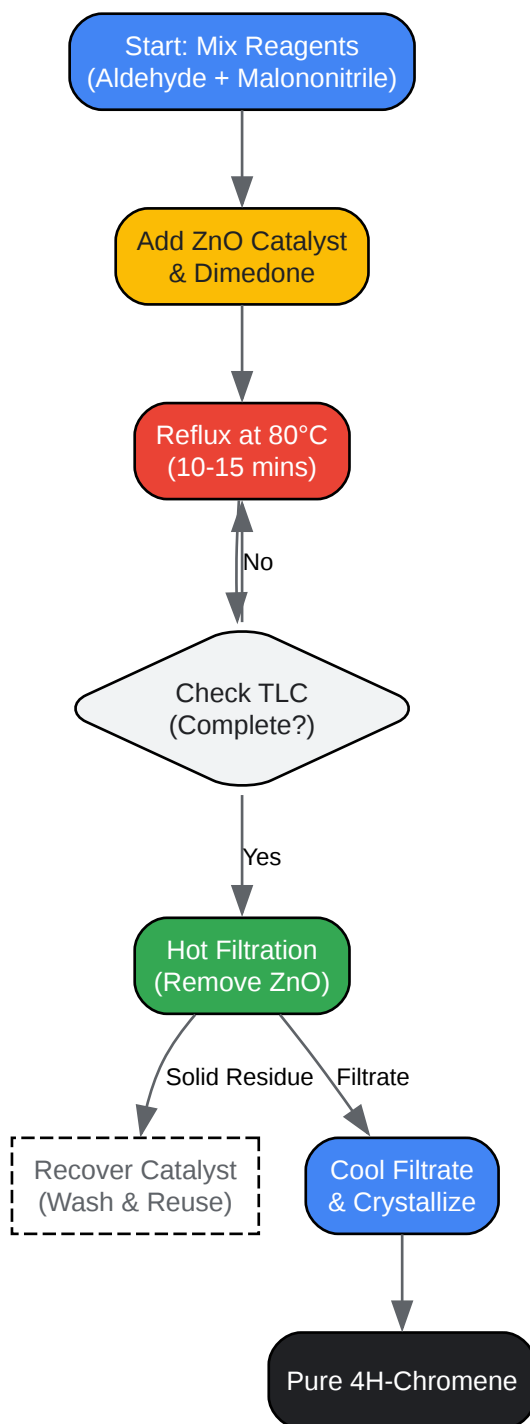 Start: Mix Reagents
(Aldehyde + Malononitrile)
Add ZnO Catalyst
& Dimedone
Reflux at 80°C
(10-15 mins)
No
Check TLC
(Complete?)
Yes
Hot Filtration
(Remove ZnO)
Solid Residue
Filtrate
Recover Catalyst
(Wash & Reuse)
Cool Filtrate
& Crystallize
Pure 4H-Chromene